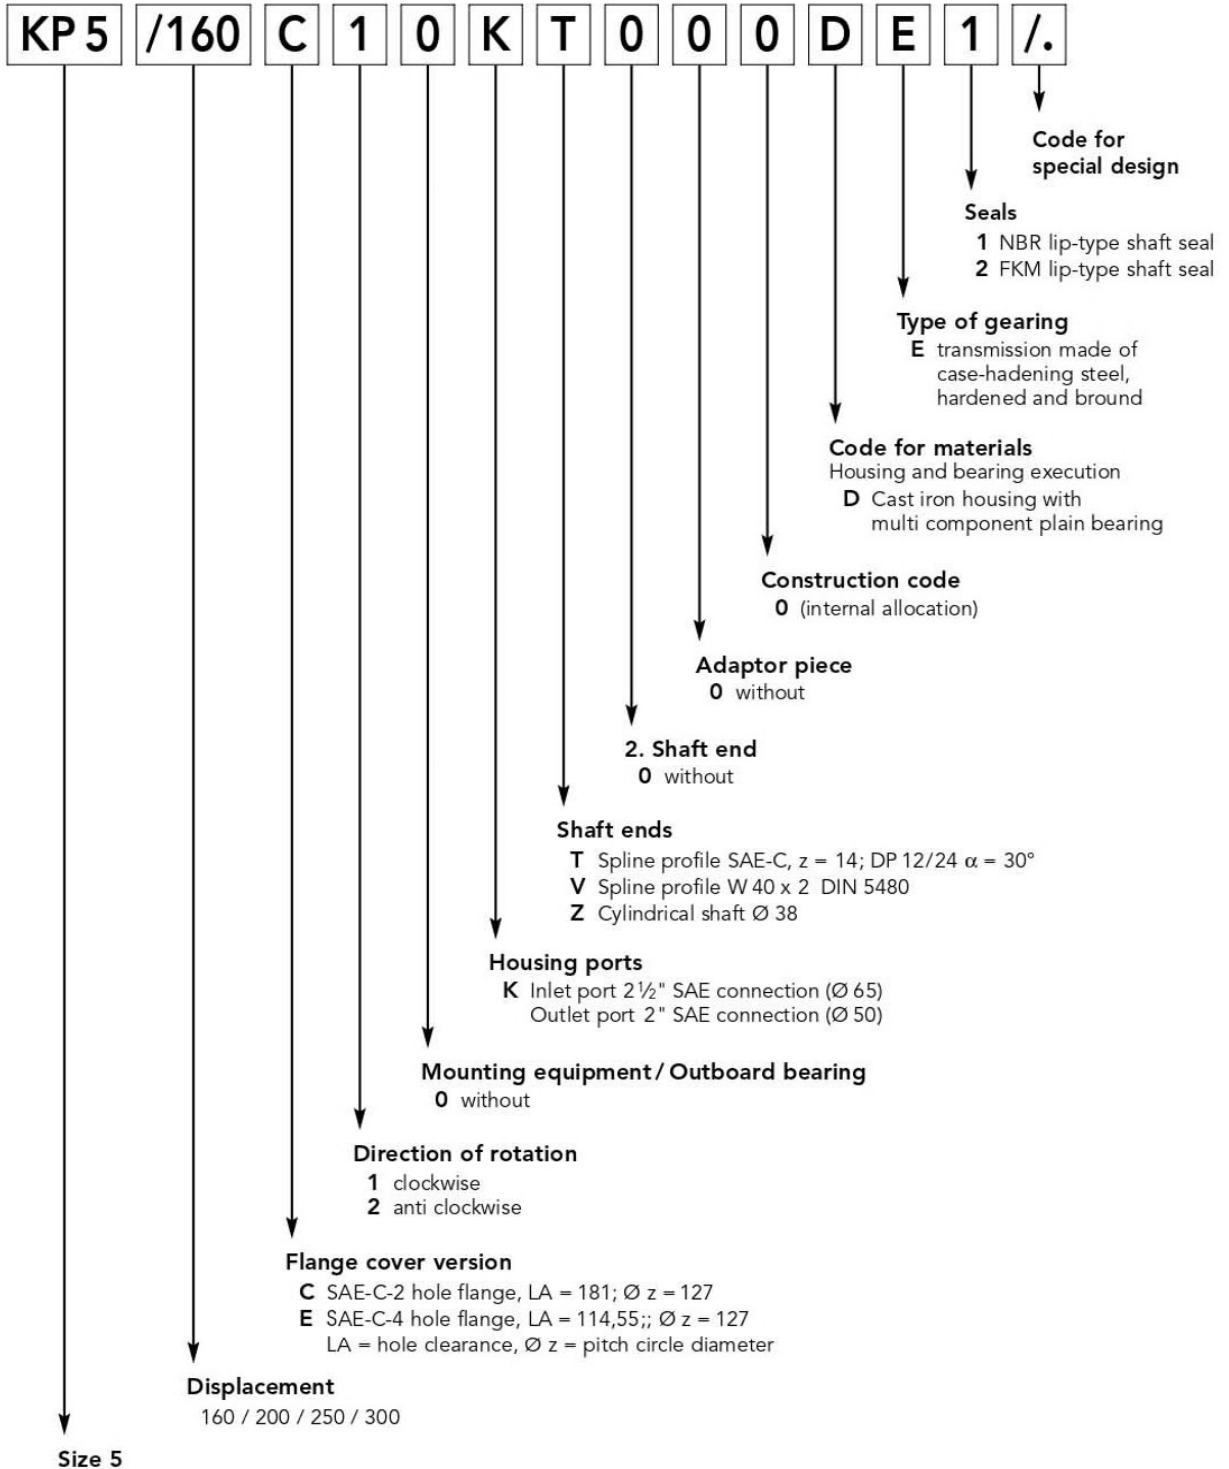 KP 5 /160 C 1 0 K T 0 0 0 D E 1 /.
Code for
special design
Seals
1 NBR lip-type shaft seal
2 FKM lip-type shaft seal
Type of gearing
E transmission made of
case-hadening steel,
hardened and bround
Code for materials
Housing and bearing execution
D Cast iron housing with
multi component plain bearing
Construction code
0 (internal allocation)
Adaptor piece
0 without
2. Shaft end
0 without
Shaft ends
T Spline profile SAE-C, z = 14; DP 12/24 α = 30°
V Spline profile W 40 x 2 DIN 5480
Z Cylindrical shaft Ø 38
Housing ports
K Inlet port 2 ½" SAE connection (Ø 65)
Outlet port 2" SAE connection (Ø 50)
Mounting equipment / Outboard bearing
0 without
Direction of rotation
1 clockwise
2 anti clockwise
Flange cover version
C SAE-C-2 hole flange, LA = 181; Ø z = 127
E SAE-C-4 hole flange, LA = 114,55;; Ø z = 127
LA = hole clearance, Ø z = pitch circle diameter
Displacement
160 / 200 / 250 / 300
Size 5